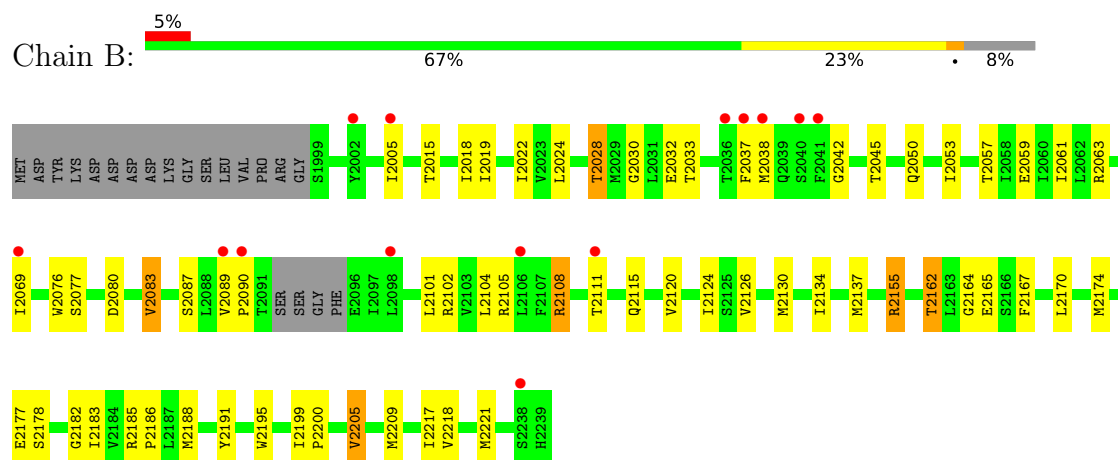 5%
Chain B:
67% 23% • 8%
MET ASP TYR LYS ASP ASP ASP ASP LYS GLY SER LEU VAL PRO ARG GLY S1999 Y2002 I2005 T2015 I2018 I2019 I2022 V2023 L2024 T2028 M2029 G2030 L2031 E2032 T2033 T2036 F2037 M2038 Q2039 S2040 F2041 G2042 T2045 Q2050 I2053 T2057 I2058 E2059 I2060 I2061 L2062 R2063
I2069 W2076 S2077 D2080 V2083 S2087 L2088 V2089 P2090 T2091 SER SER GLY PHE E2096 I2097 L2098 L2101 R2102 V2103 L2104 R2105 L2106 F2107 R2108 T2111 Q2115 V2120 I2124 S2125 V2126 M2130 I2134 M2137 R2155 T2162 L2163 G2164 E2165 S2166 F2167 L2170 M2174
E2177 S2178 G2182 I2183 V2184 R2185 P2186 L2187 M2188 Y2191 W2195 I2199 P2200 V2205 M2209 I2217 V2218 M2221 S2238 H2239